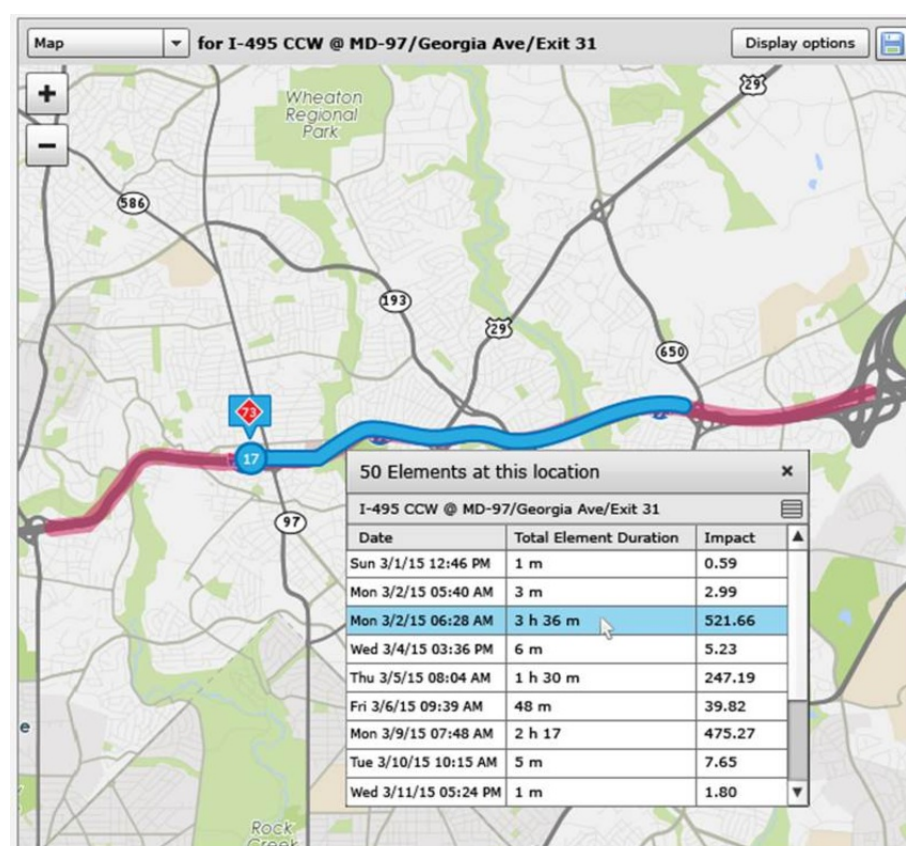 Map
for I-495 CCW @ MD-97/Georgia Ave/Exit 31
Display options
+
−
Wheaton
Regional
Park
29
586
193
29
650
73
17
97
50 Elements at this location
×
I-495 CCW @ MD-97/Georgia Ave/Exit 31
Date Total Element Duration Impact
Sun 3/1/15 12:46 PM 1 m 0.59
Mon 3/2/15 05:40 AM 3 m 2.99
Mon 3/2/15 06:28 AM 3 h 36 m 521.66
Wed 3/4/15 03:36 PM 6 m 5.23
Thu 3/5/15 08:04 AM 1 h 30 m 247.19
Fri 3/6/15 09:39 AM 48 m 39.82
Mon 3/9/15 07:48 AM 2 h 17 475.27
Tue 3/10/15 10:15 AM 5 m 7.65
Wed 3/11/15 05:24 PM 1 m 1.80
e
Rock
Creek